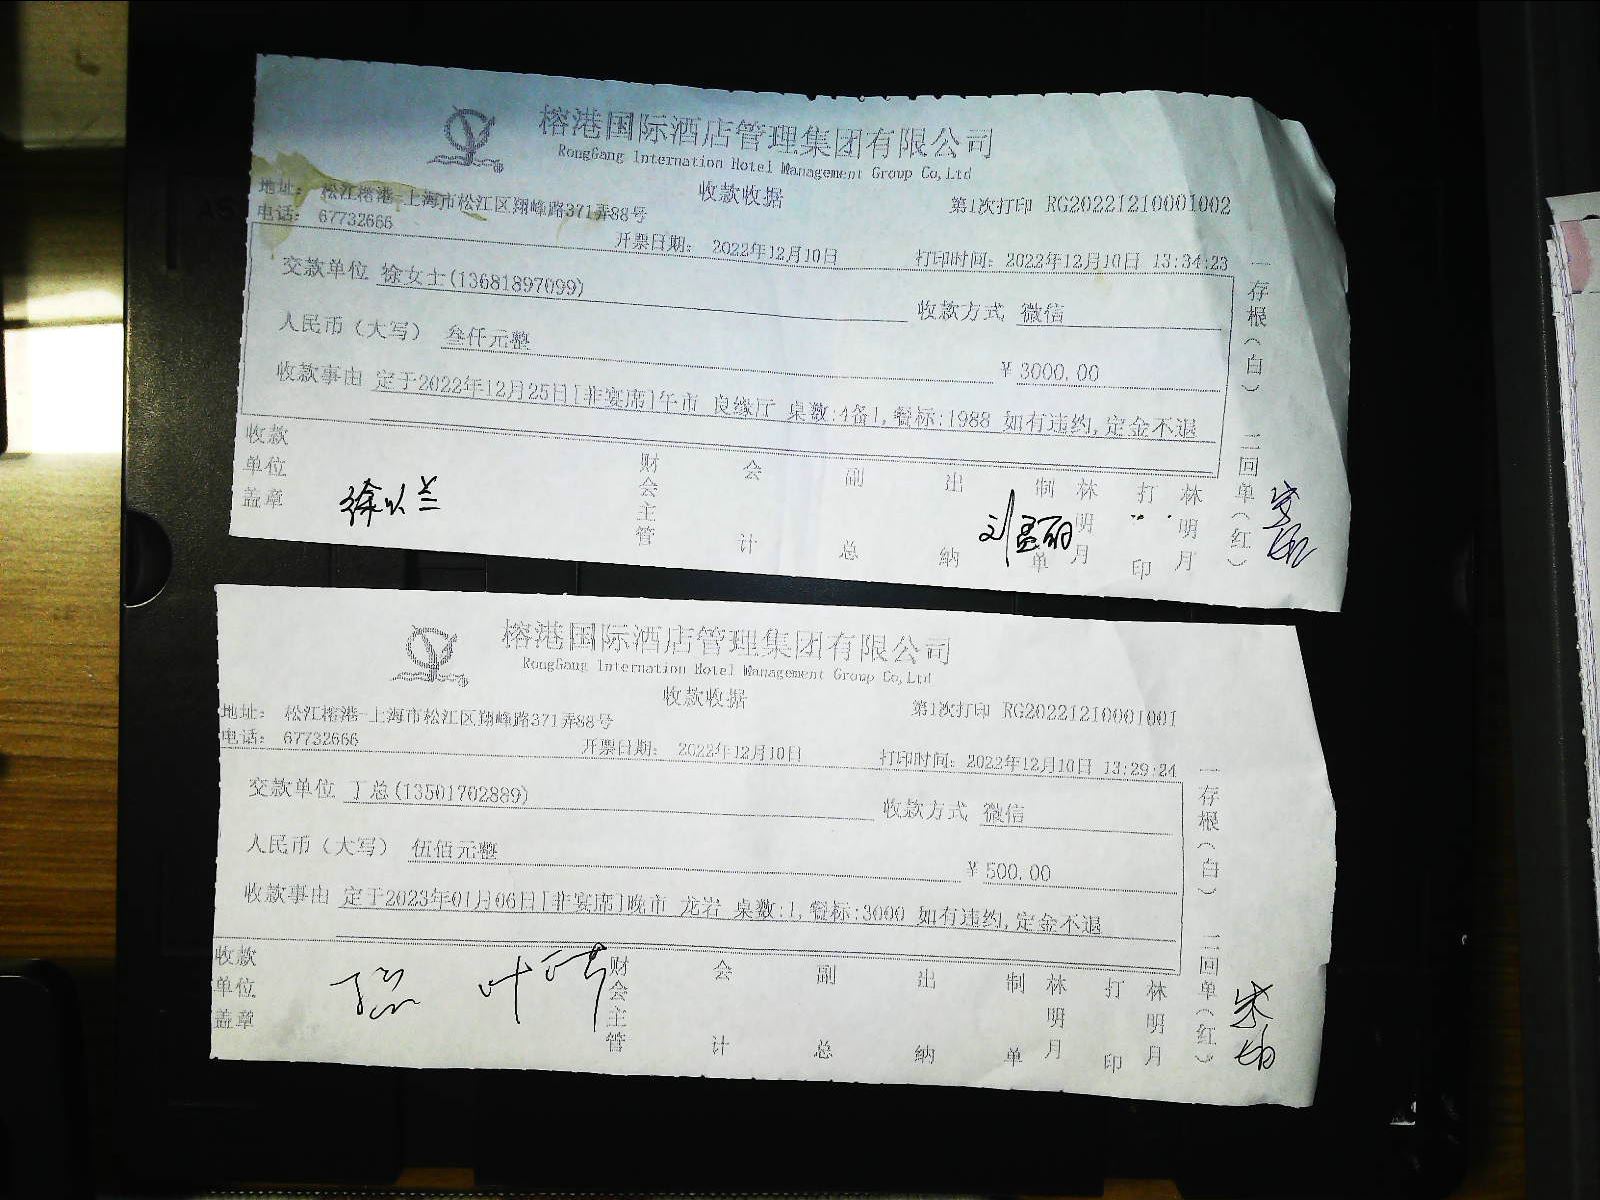 榕港国际酒店管理集团有限公司
RongGang Internation Hotel Management Group Co,Ltd
收款收据
地址： 松江榕港-上海市松江区翔峰路371弄88号
第1次打印 RG20221210001002
电话： 67732666
开票日期： 2022年12月10日
打印时间： 2022年12月10日 13:34:23
交款单位 徐女士(13681897099)
收款方式 微信
人民币（大写） 叁仟元整
￥3000.00
收款事由 定于2022年12月25日[非宴席]午市 良缘厅 桌数:4备1,餐标:1988 如有违约,定金不退
一存根（白） 二回单（红）
收款单位盖章
财会主管 会计 副总 出纳 制单 林明月 打印 林明月
榕港国际酒店管理集团有限公司
RongGang Internation Hotel Management Group Co,Ltd
收款收据
地址： 松江榕港-上海市松江区翔峰路371弄88号
第1次打印 RG20221210001001
电话： 67732666
开票日期： 2022年12月10日
打印时间： 2022年12月10日 13:29:24
交款单位 丁总(13501702889)
收款方式 微信
人民币（大写） 伍佰元整
￥500.00
收款事由 定于2023年01月06日[非宴席]晚市 龙岩 桌数:1,餐标:3000 如有违约,定金不退
一存根（白） 二回单（红）
收款单位盖章
财会主管 会计 副总 出纳 制单 林明月 打印 林明月